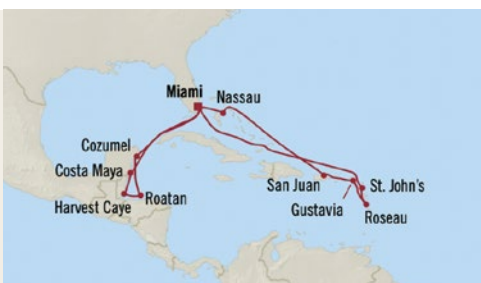 Miami
Nassau
Cozumel
Costa Maya
San Juan
St. John's
Harvest Caye
Roatan
Gustavia
Roseau